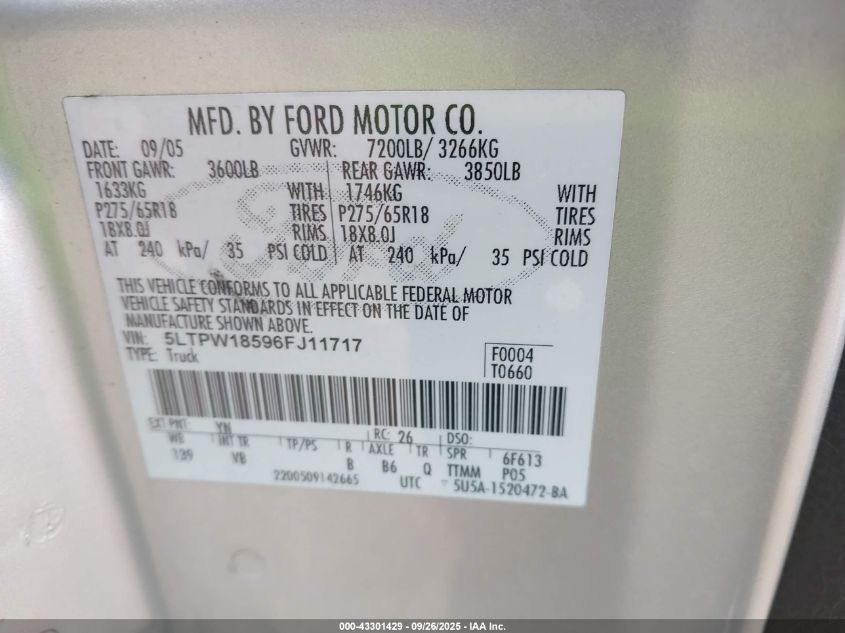 MFD. BY FORD MOTOR CO.
DATE: 09/05 GVWR: 7200LB/ 3266KG
FRONT GAWR: 3600LB REAR GAWR: 3850LB
1633KG WITH 1746KG WITH
P275/65R18 TIRES P275/65R18 TIRES
18X8.0J RIMS 18X8.0J RIMS
AT 240 kPa/ 35 PSI COLD AT 240 kPa/ 35 PSI COLD
THIS VEHICLE CONFORMS TO ALL APPLICABLE FEDERAL MOTOR
VEHICLE SAFETY STANDARDS IN EFFECT ON THE DATE OF
MANUFACTURE SHOWN ABOVE.
VIN: 5LTPW18596FJ11717
TYPE: Truck
F0004
T0660
EXT PNT: YN RC: 26 DSO:
WB INT TR TP/PS R AXLE TR SPR 6F613
139 VB B B6 Q TTMM P05
2200509142665 UTC 5U5A-1520472-BA
Ford
000-43301429 - 09/26/2025 - IAA Inc.